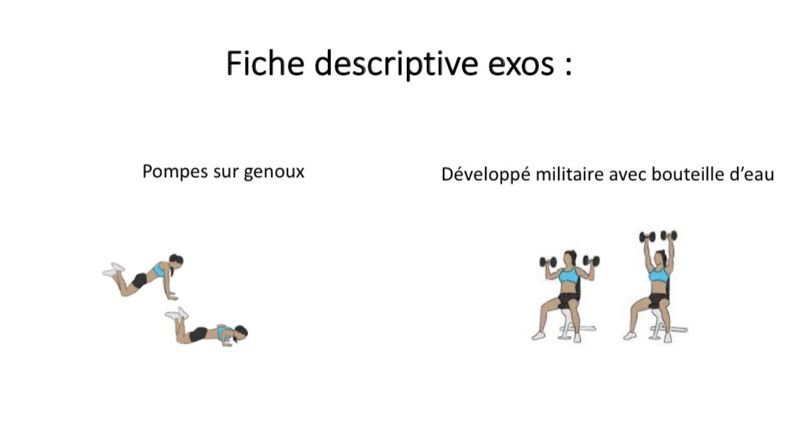 Fiche descriptive exos :
Pompes sur genoux
Développé militaire avec bouteille d’eau